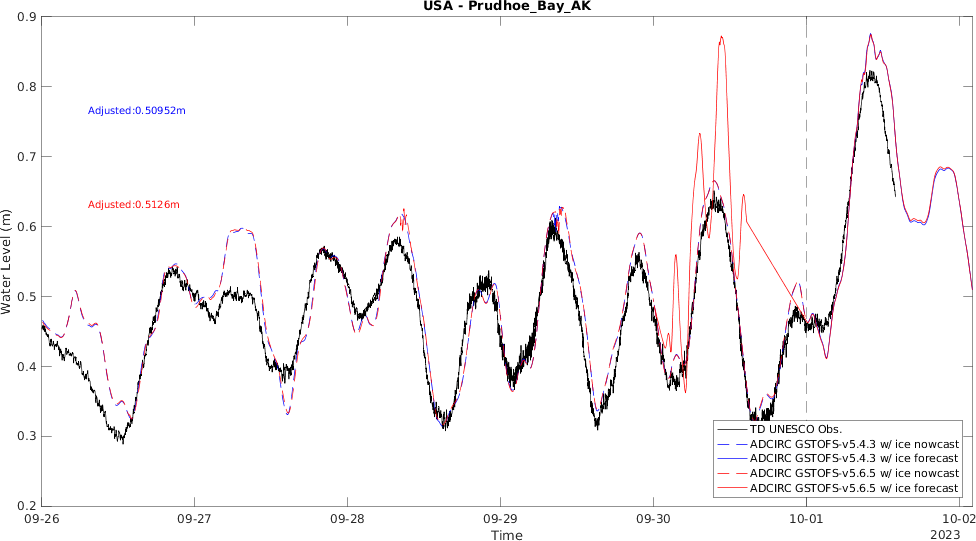 USA - Prudhoe_Bay_AK
0.9
0.8
0.7
0.6
0.5
0.4
0.3
0.2
Water Level (m)
Adjusted:0.50952m
Adjusted:0.5126m
TD UNESCO Obs.
ADCIRC GSTOFS-v5.4.3 w/ ice nowcast
ADCIRC GSTOFS-v5.4.3 w/ ice forecast
ADCIRC GSTOFS-v5.6.5 w/ ice nowcast
ADCIRC GSTOFS-v5.6.5 w/ ice forecast
09-26 09-27 09-28 09-29 09-30 10-01 10-02
Time
2023